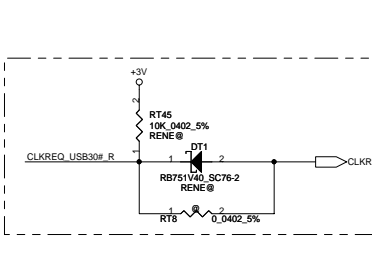 +3V
2
RT45
10K_0402_5%
RENE@
1
CLKREQ_USB30#_R
DT1
1 2
CLKR
RB751V40_SC76-2
RENE@
1 @ 2
RT8 0_0402_5%